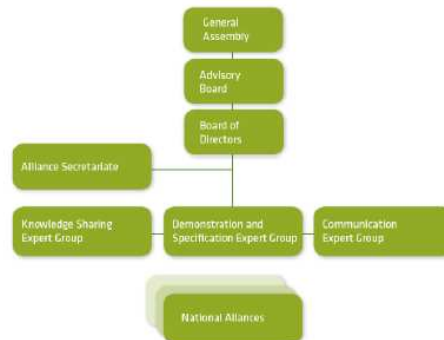 General
Assembly
Advisory
Board
Board of
Directors
Alliance Secretariate
Knowledge Sharing
Expert Group
Demonstration and
Specification Expert Group
Communication
Expert Group
National Allances